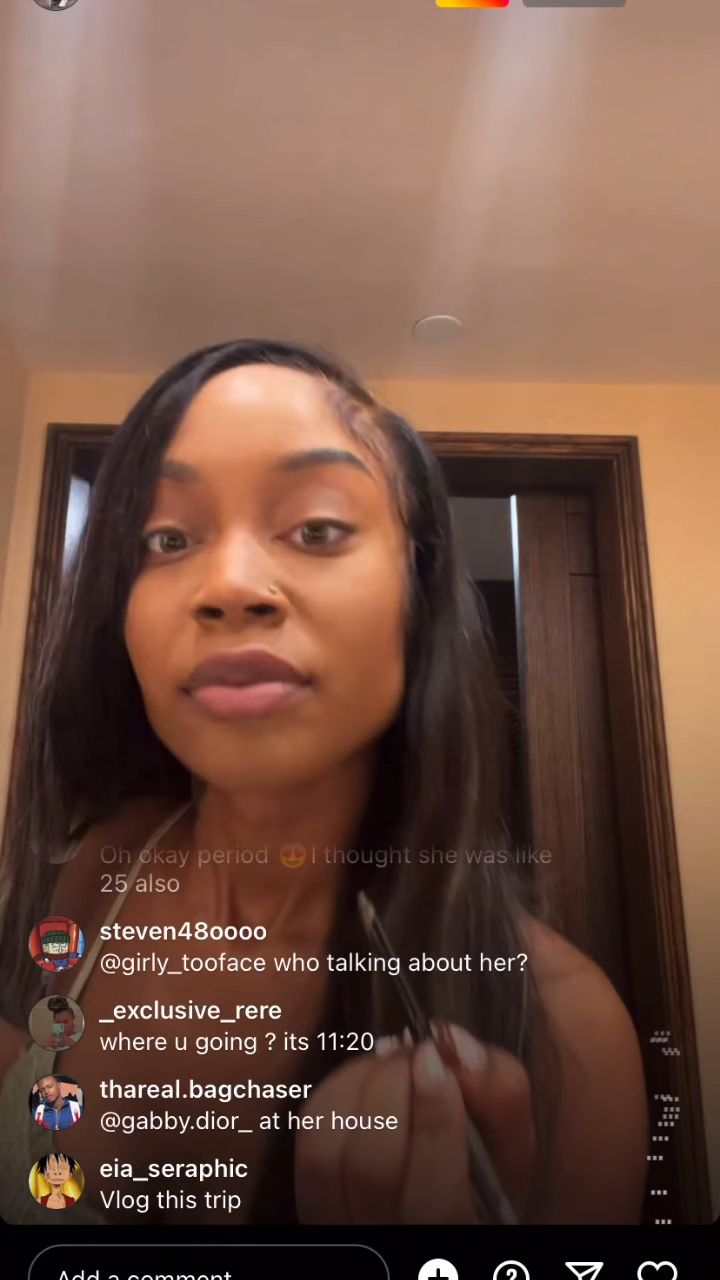 Oh okay period 😍 I thought she was like
25 also
steven48oooo
@girly_tooface who talking about her?
_exclusive_rere
where u going ? its 11:20
thareal.bagchaser
@gabby.dior_ at her house
eia_seraphic
Vlog this trip
Add a comment